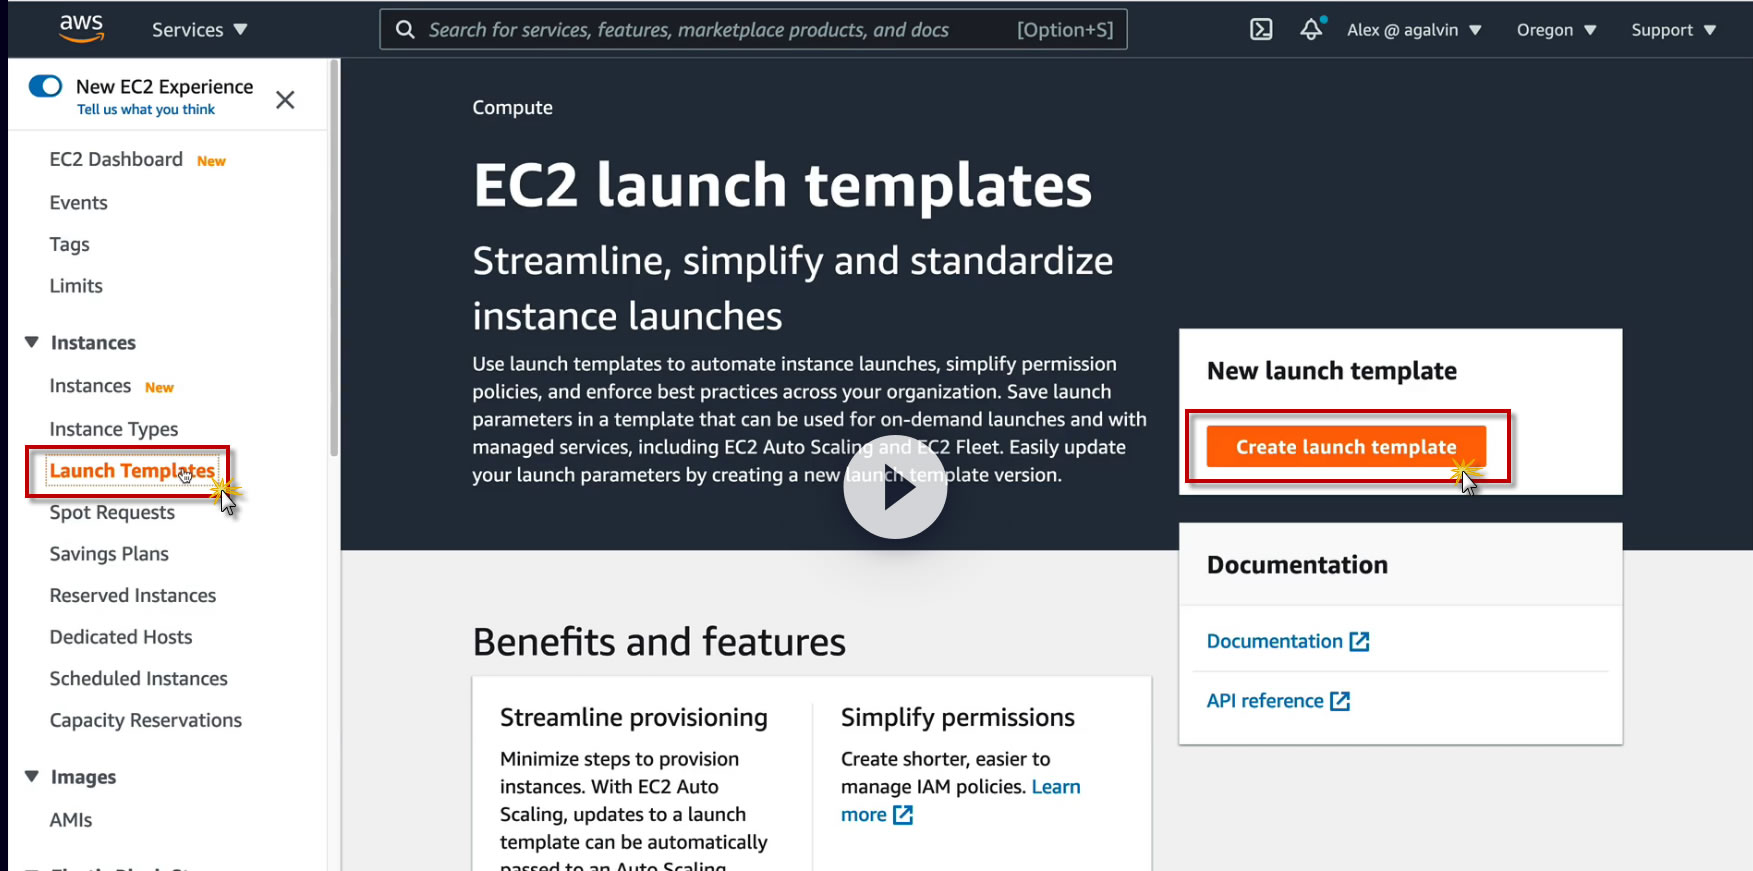 aws
Services
Search for services, features, marketplace products, and docs
[Option+S]
Alex @ agalvin
Oregon
Support
New EC2 Experience
Tell us what you think
EC2 Dashboard New
Events
Tags
Limits
Instances
Instances New
Instance Types
Launch Templates
Spot Requests
Savings Plans
Reserved Instances
Dedicated Hosts
Scheduled Instances
Capacity Reservations
Images
AMIs
Compute
EC2 launch templates
Streamline, simplify and standardize
instance launches
Use launch templates to automate instance launches, simplify permission
policies, and enforce best practices across your organization. Save launch
parameters in a template that can be used for on-demand launches and with
managed services, including EC2 Auto Scaling and EC2 Fleet. Easily update
your launch parameters by creating a new launch template version.
New launch template
Create launch template
Documentation
Documentation
API reference
Benefits and features
Streamline provisioning
Minimize steps to provision
instances. With EC2 Auto
Scaling, updates to a launch
template can be automatically
passed to an Auto Scaling
Simplify permissions
Create shorter, easier to
manage IAM policies. Learn
more